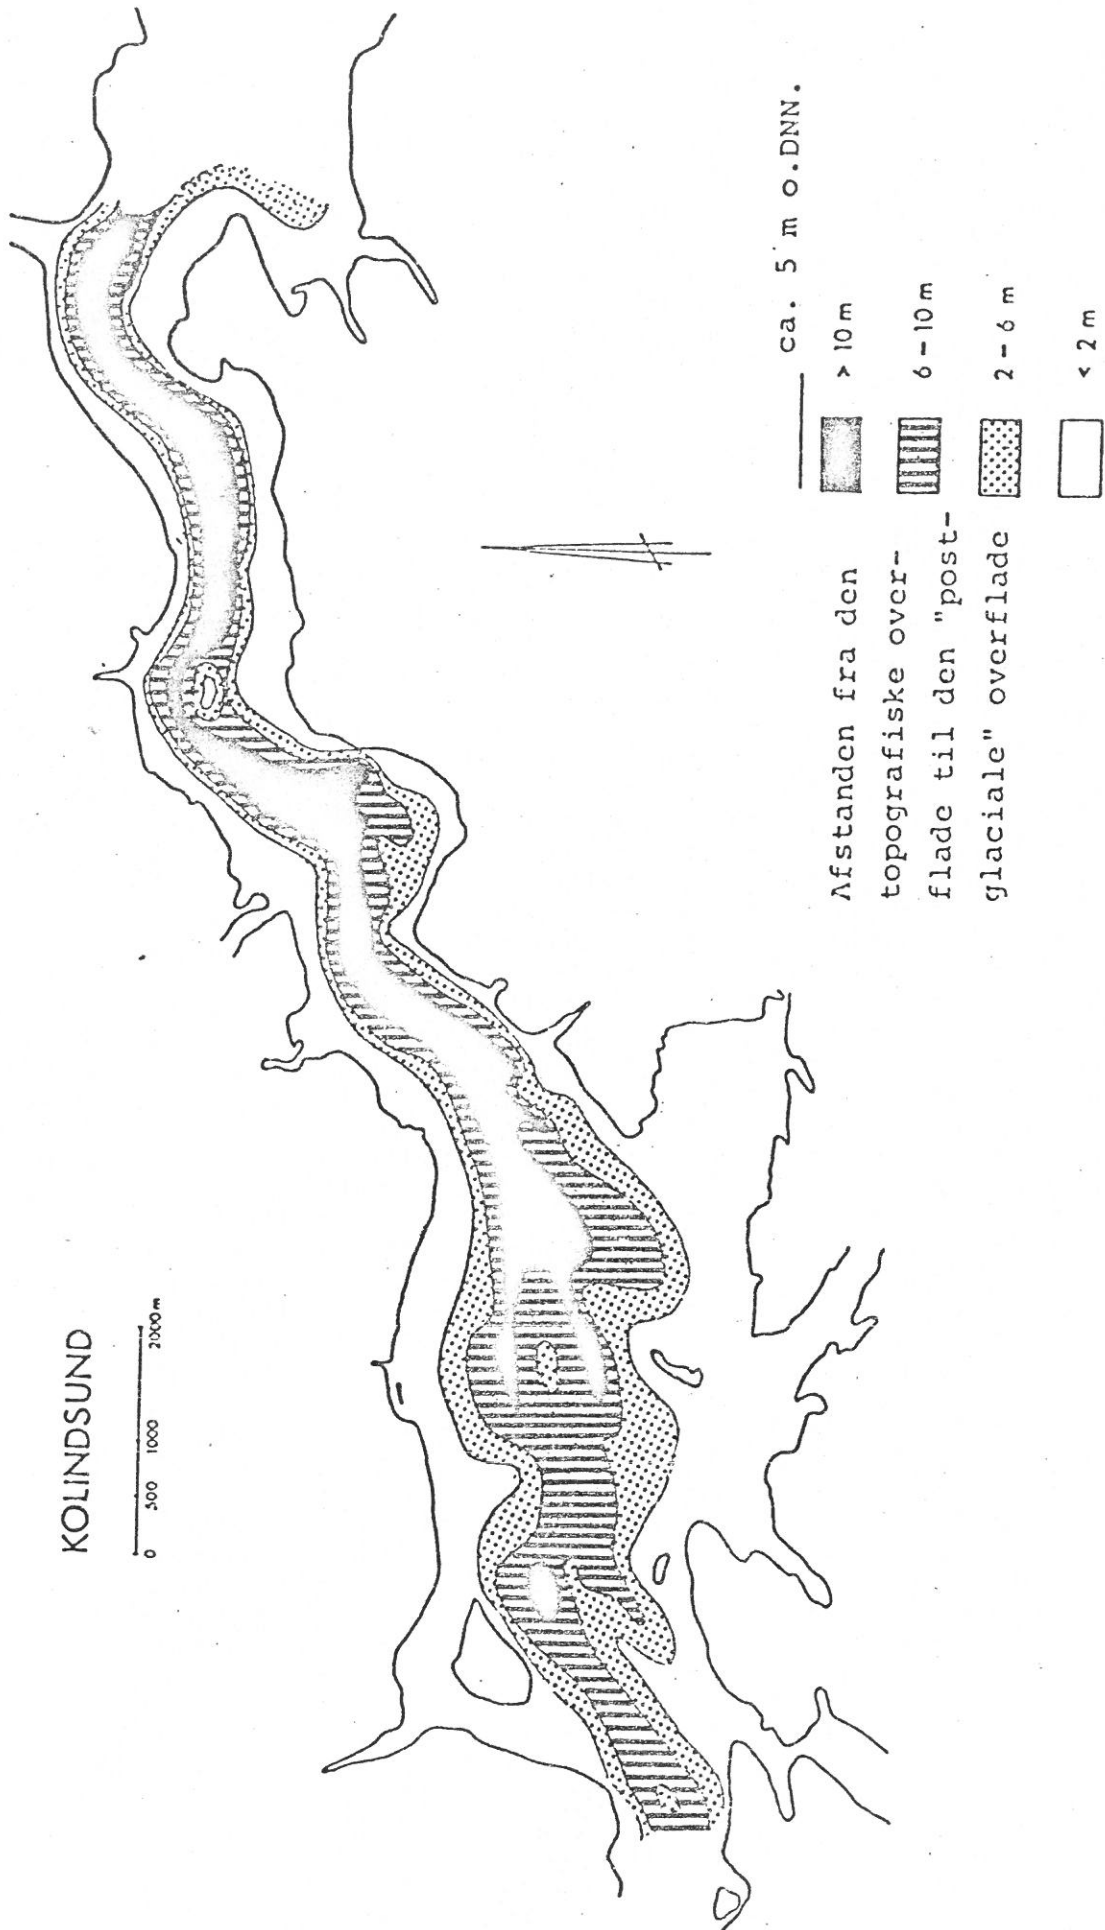 KOLINDSUND
0 500 1000 2000 m
ca. 5 m o.DNN.
Afstanden fra den
topografiske over-
flade til den "post-
glaciale" overflade
> 10 m
6 - 10 m
2 - 6 m
< 2 m